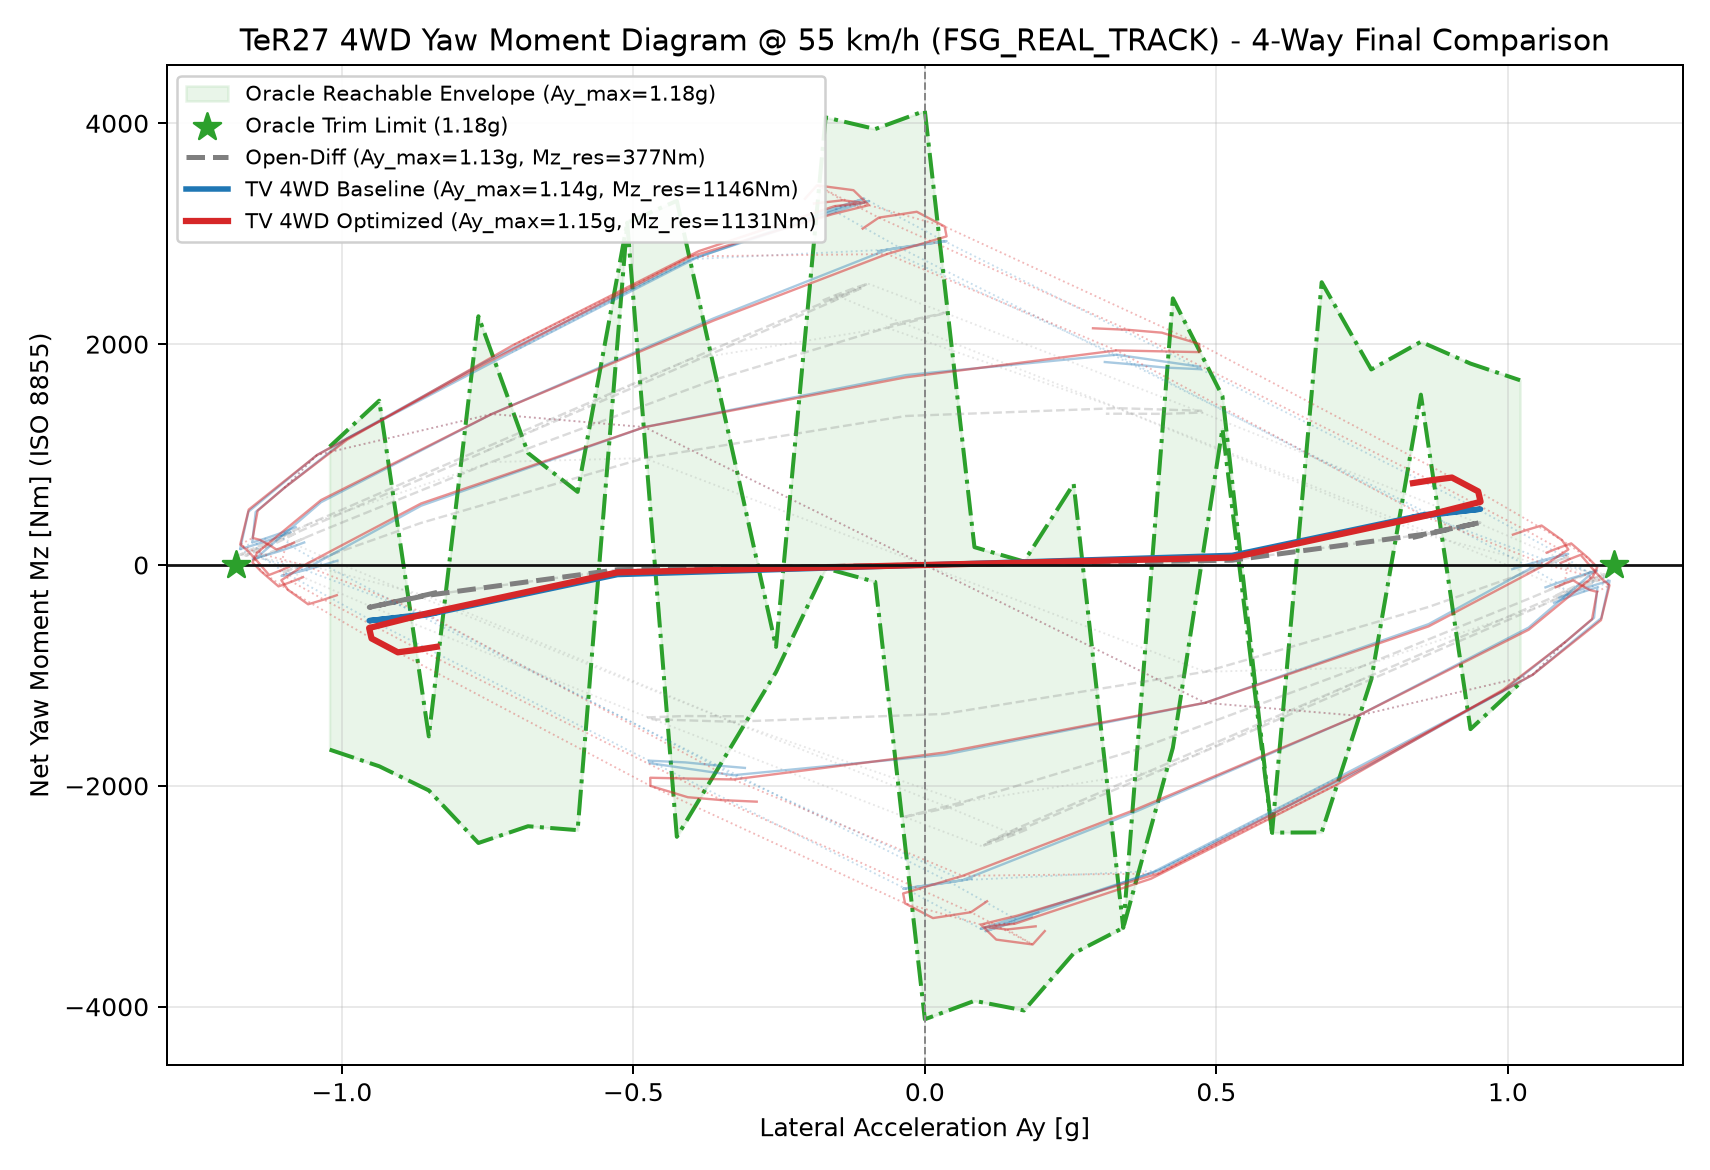 TeR27 4WD Yaw Moment Diagram @ 55 km/h (FSG_REAL_TRACK) - 4-Way Final Comparison
Oracle Reachable Envelope (Ay_max=1.18g)
Oracle Trim Limit (1.18g)
Open-Diff (Ay_max=1.13g, Mz_res=377Nm)
TV 4WD Baseline (Ay_max=1.14g, Mz_res=1146Nm)
TV 4WD Optimized (Ay_max=1.15g, Mz_res=1131Nm)
Net Yaw Moment Mz [Nm] (ISO 8855)
4000
2000
0
−2000
−4000
−1.0
−0.5
0.0
0.5
1.0
Lateral Acceleration Ay [g]